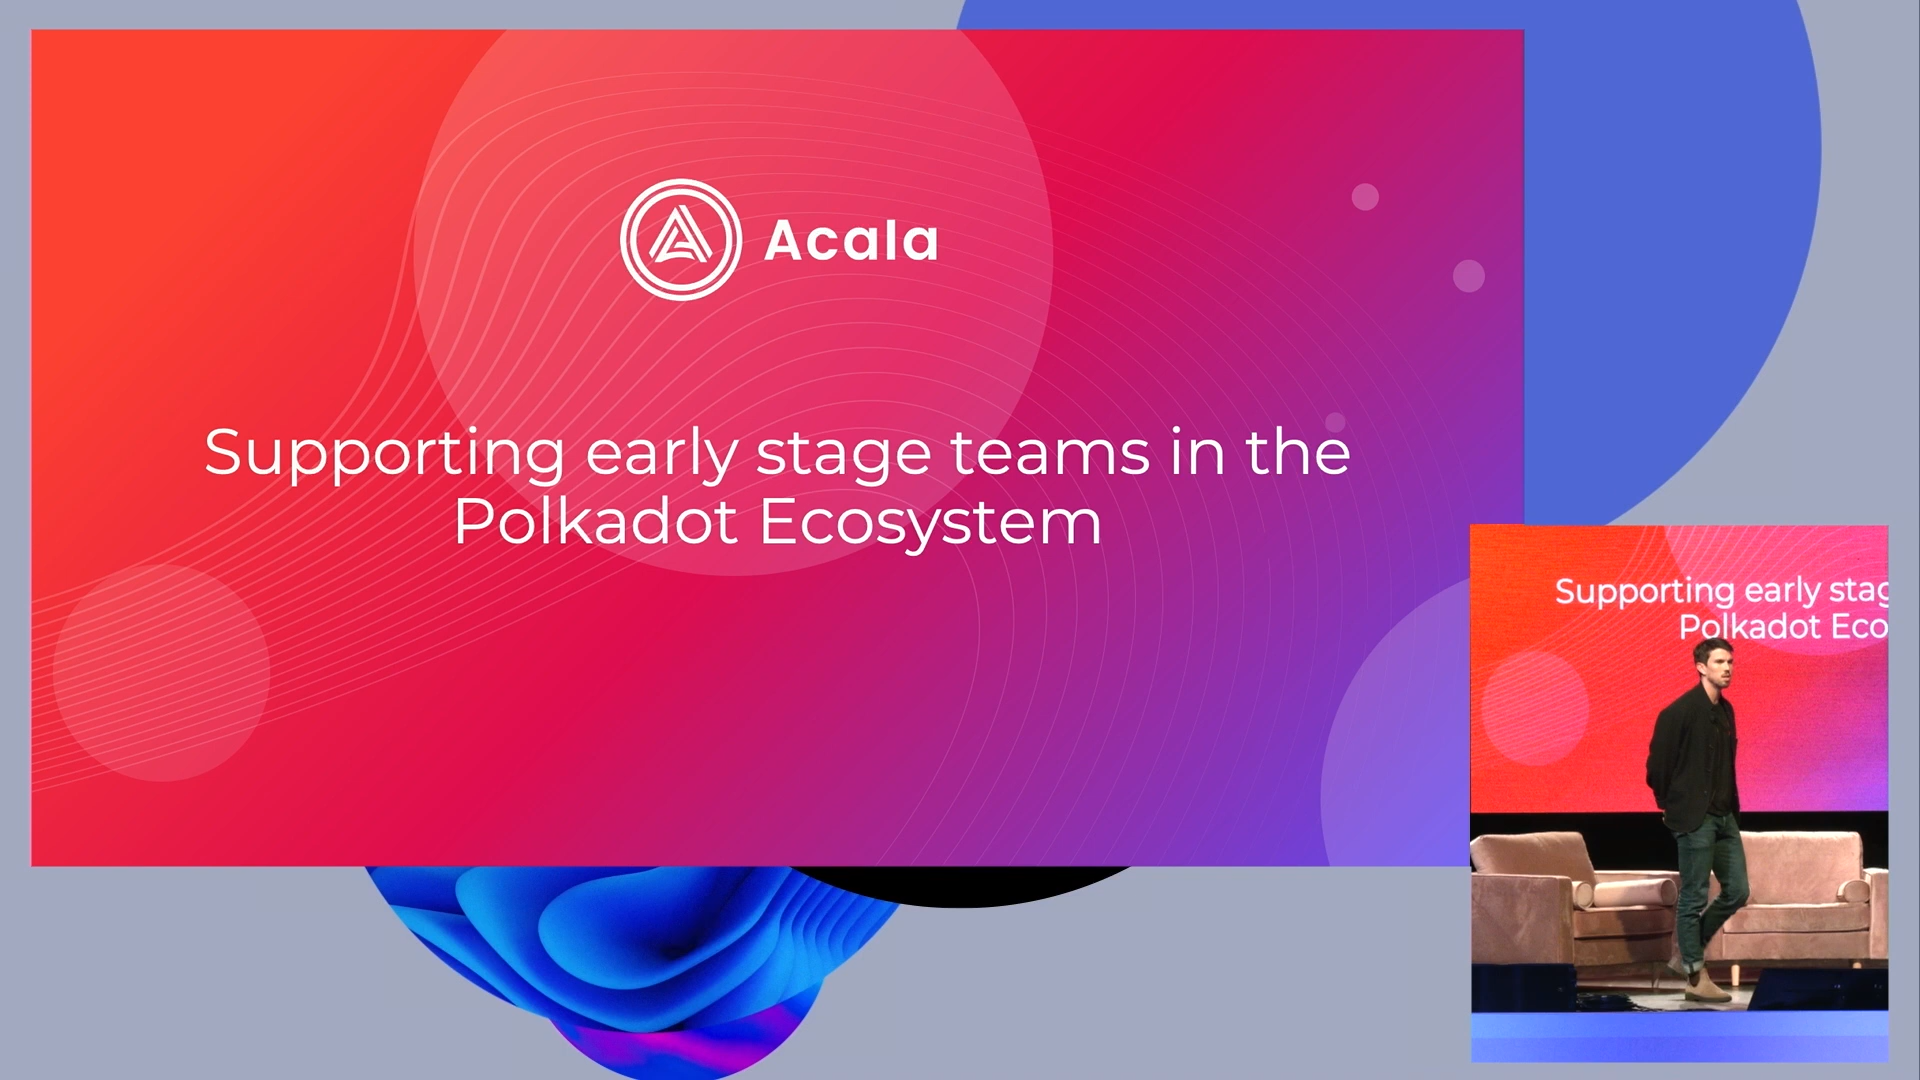 Acala
Supporting early stage teams in the
Polkadot Ecosystem
Supporting early stag
Polkadot Eco